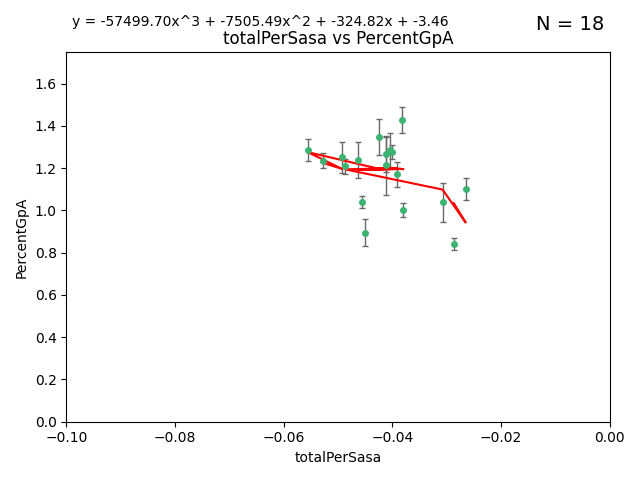 y = -57499.70x^3 + -7505.49x^2 + -324.82x + -3.46
N = 18
totalPerSasa vs PercentGpA
1.6
1.4
1.2
1.0
0.8
0.6
0.4
0.2
0.0
PercentGpA
−0.10 −0.08 −0.06 −0.04 −0.02 0.00
totalPerSasa